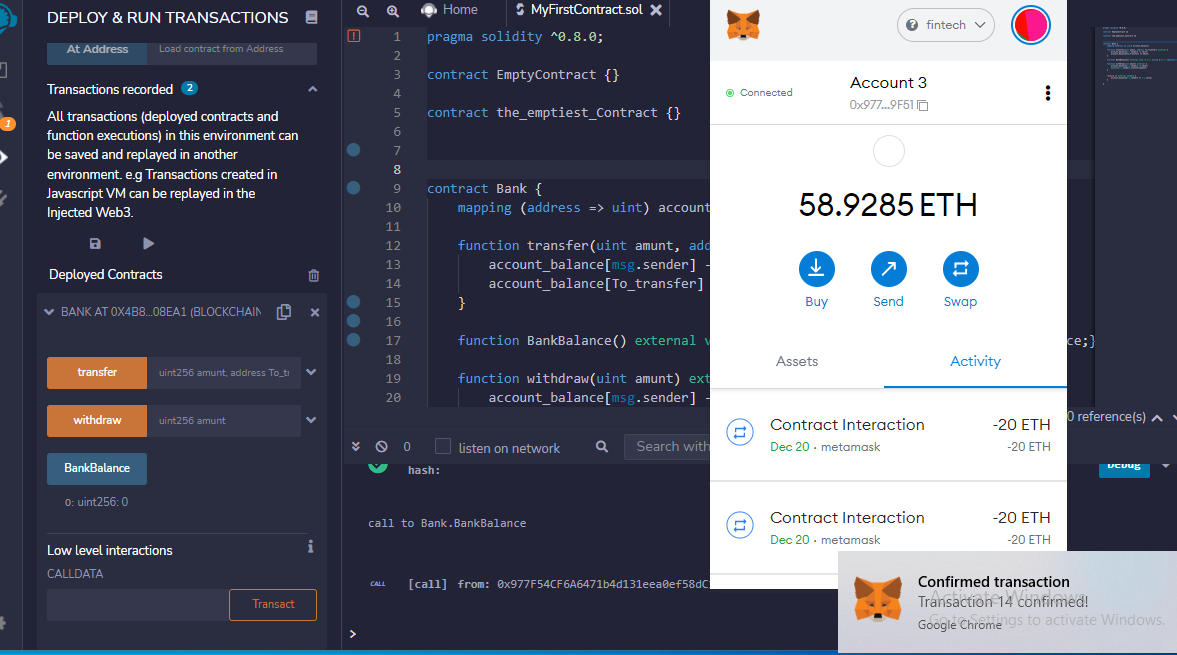 DEPLOY & RUN TRANSACTIONS
At Address
Load contract from Address
Transactions recorded 2
All transactions (deployed contracts and
function executions) in this environment can
be saved and replayed in another
environment. e.g Transactions created in
Javascript VM can be replayed in the
Injected Web3.
Deployed Contracts
BANK AT 0X4B8...08EA1 (BLOCKCHAIN
transfer
uint256 amunt, address To_tr
withdraw
uint256 amunt
BankBalance
0: uint256: 0
Low level interactions
i
CALLDATA
Transact
1
Home
MyFirstContract.sol
1 pragma solidity ^0.8.0;
2
3 contract EmptyContract {}
4
5 contract the_emptiest_Contract {}
6
7
8
9 contract Bank {
10 mapping (address => uint) account
11
12 function transfer(uint amunt, add
13 account_balance[msg.sender] -
14 account_balance[To_transfer]
15 }
16
17 function BankBalance() external v
ce;}
18
19 function withdraw(uint amunt) ext
20 account_balance[msg.sender] -
0 reference(s)
0
listen on network
Search with
hash:
Debug
call to Bank.BankBalance
CALL [call] from: 0x977F54CF6A6471b4d131eea0ef58dC
>
fintech
Connected
Account 3
0x977...9F51
58.9285 ETH
Buy
Send
Swap
Assets
Activity
Contract Interaction
-20 ETH
Dec 20 · metamask
-20 ETH
Contract Interaction
-20 ETH
Dec 20 · metamask
-20 ETH
Confirmed transaction
Transaction 14 confirmed!
Google Chrome
Activate Windows
Go to Settings to activate Windows.